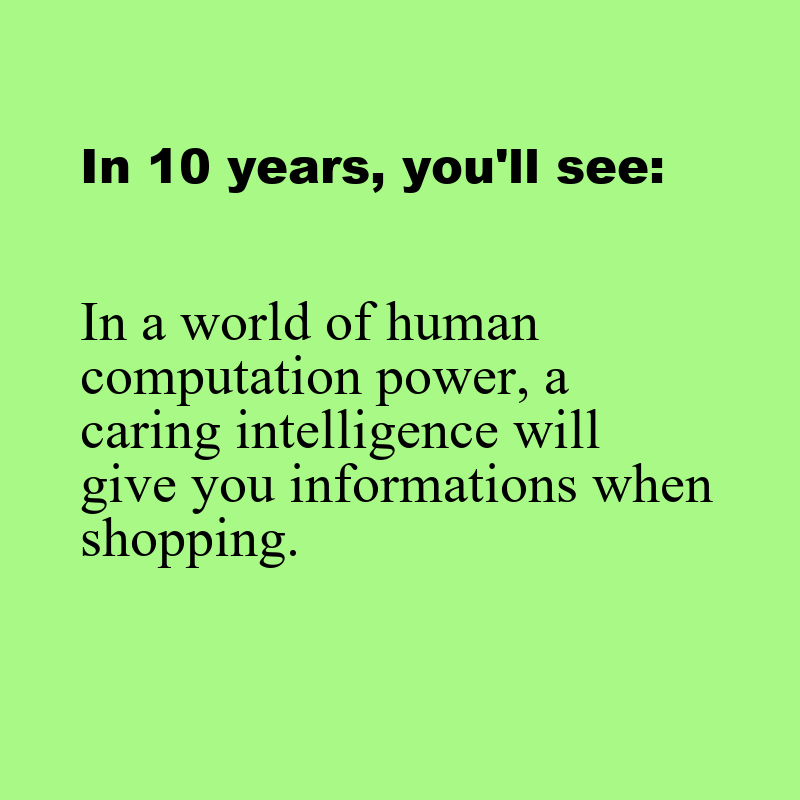 In 10 years, you'll see:
In a world of human
computation power, a
caring intelligence will
give you informations when
shopping.